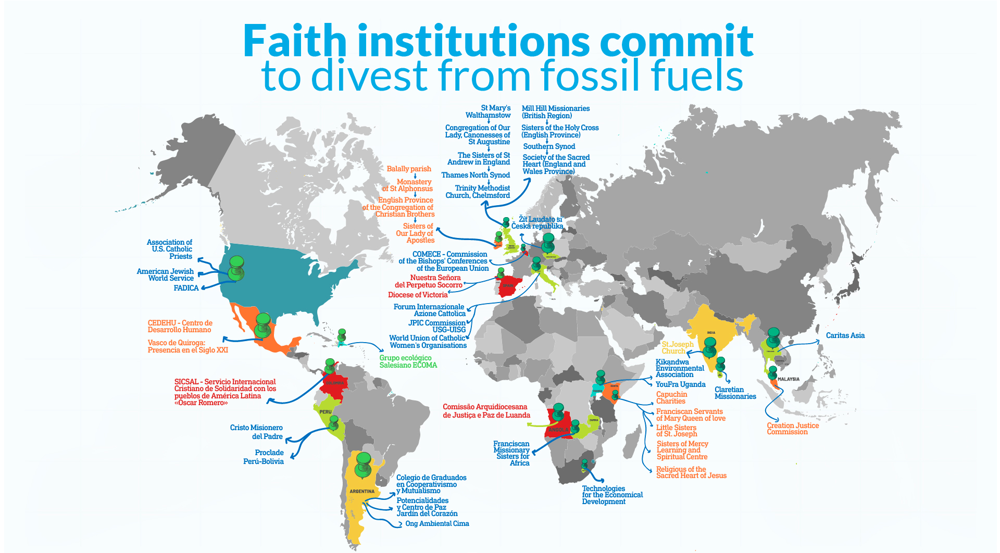 Faith institutions commit
to divest from fossil fuels
St Mary's
Walthamstow
Congregation of Our
Lady, Canonesses of
St Augustine
The Sisters of St
Andrew in England
Thames North Synod
Trinity Methodist
Church, Chelmsford
Mill Hill Missionaries
(British Region)
Sisters of the Holy Cross
(English Province)
Southern Synod
Society of the Sacred
Heart (England and
Wales Province)
Balally parish
Monastery
of St Alphonsus
English Province
of the Congregation of
Christian Brothers
Sisters of
Our Lady of
Apostles
Žít Laudato si'
Česká republika
COMECE - Commission
of the Bishops' Conferences
of the European Union
Nuestra Señora
del Perpetuo Socorro
Diocese of Victoria
SPAIN
Forum Internazionale
Azione Cattolica
JPIC Commission
USG-UISG
World Union of Catholic
Women's Organisations
Association of
U.S. Catholic
Priests
American Jewish
World Service
FADICA
CEDEHU - Centro de
Desarrollo Humano
Vasco de Quiroga:
Presencia en el Siglo XXI
Grupo ecológico
Salesiano ECOMA
SICSAL - Servicio Internacional
Cristiano de Solidaridad con los
pueblos de América Latina
«Óscar Romero»
COLOMBIA
PERU
Cristo Misionero
del Padre
Proclade
Perú-Bolivia
ARGENTINA
Colegio de Graduados
en Cooperativismo
y Mutualismo
Potencialidades
y Centro de Paz
Jardín del Corazón
Ong Ambiental Cima
Comissão Arquidiocesana
de Justiça e Paz de Luanda
ANGOLA
ZAMBIA
Franciscan
Missionary
Sisters for
Africa
Technologies
for the Economical
Development
UGANDA
KENYA
INDIA
St.Joseph
Church
Kikandwa
Environmental
Association
YouFra Uganda
Capuchin
Charities
Franciscan Servants
of Mary Queen of love
Little Sisters
of St. Joseph
Sisters of Mercy
Learning and
Spiritual Centre
Religious of the
Sacred Heart of Jesus
Claretian
Missionaries
THAILAND
Caritas Asia
MALAYSIA
Creation Justice
Commission